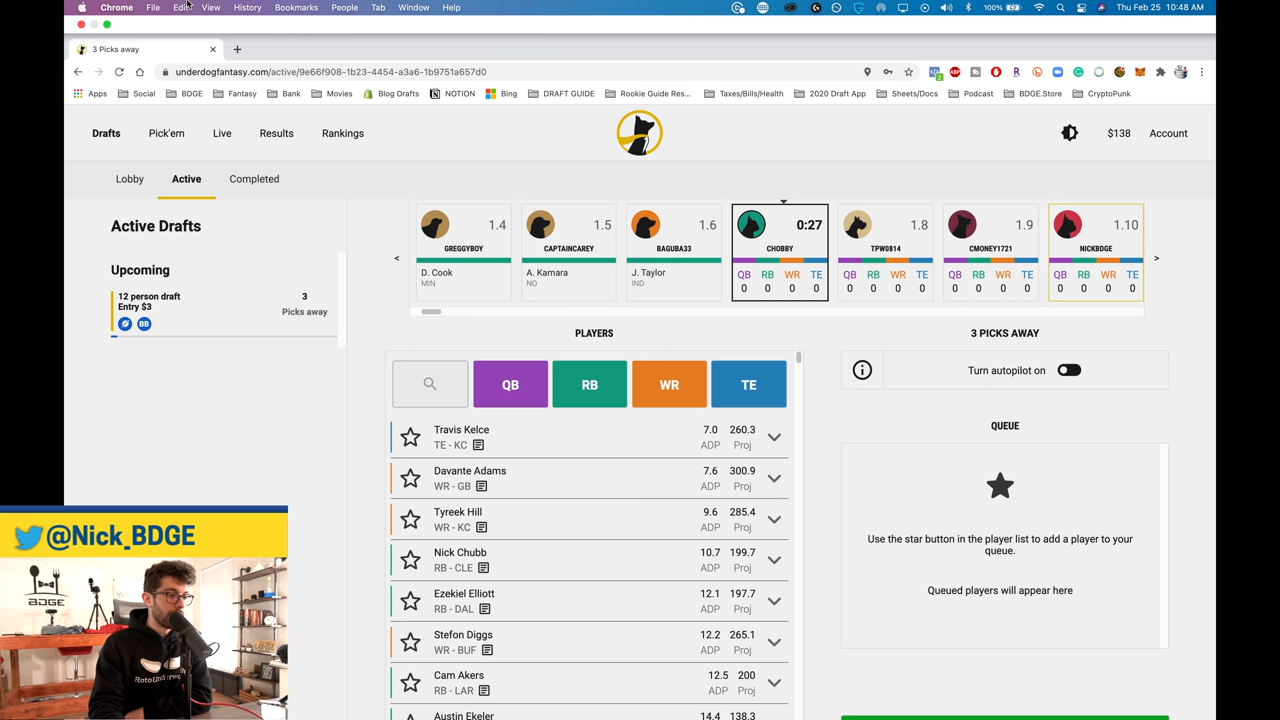 Chrome File Edit View History Bookmarks People Tab Window Help
100% Thu Feb 25 10:48 AM
3 Picks away
underdogfantasy.com/active/9e66f908-1b23-4454-a3a6-1b9751a657d0
Apps Social BDGE Fantasy Bank Movies Blog Drafts NOTION Bing DRAFT GUIDE Rookie Guide Res... Taxes/Bills/Health 2020 Draft App Sheets/Docs Podcast BDGE.Store CryptoPunk
Drafts Pick'em Live Results Rankings
$138 Account
Lobby Active Completed
Active Drafts
Upcoming
12 person draft
Entry $3
BB
3
Picks away
<
1.4
GREGGYBOY
D. Cook
MIN
1.5
CAPTAINCAREY
A. Kamara
NO
1.6
BAGUBA33
J. Taylor
IND
0:27
CHOBBY
QB RB WR TE
0 0 0 0
1.8
TPW0814
QB RB WR TE
0 0 0 0
1.9
CMONEY1721
QB RB WR TE
0 0 0 0
1.10
NICKBDGE
QB RB WR TE
0 0 0 0
>
PLAYERS
QB RB WR TE
Travis Kelce
TE - KC
7.0 260.3
ADP Proj
Davante Adams
WR - GB
7.6 300.9
ADP Proj
Tyreek Hill
WR - KC
9.6 285.4
ADP Proj
Nick Chubb
RB - CLE
10.7 199.7
ADP Proj
Ezekiel Elliott
RB - DAL
12.1 197.7
ADP Proj
Stefon Diggs
WR - BUF
12.2 265.1
ADP Proj
Cam Akers
RB - LAR
12.5 200
ADP Proj
Austin Ekeler
14.4 138.3
3 PICKS AWAY
Turn autopilot on
QUEUE
Use the star button in the player list to add a player to your
queue.
Queued players will appear here
@Nick_BDGE
BDGE